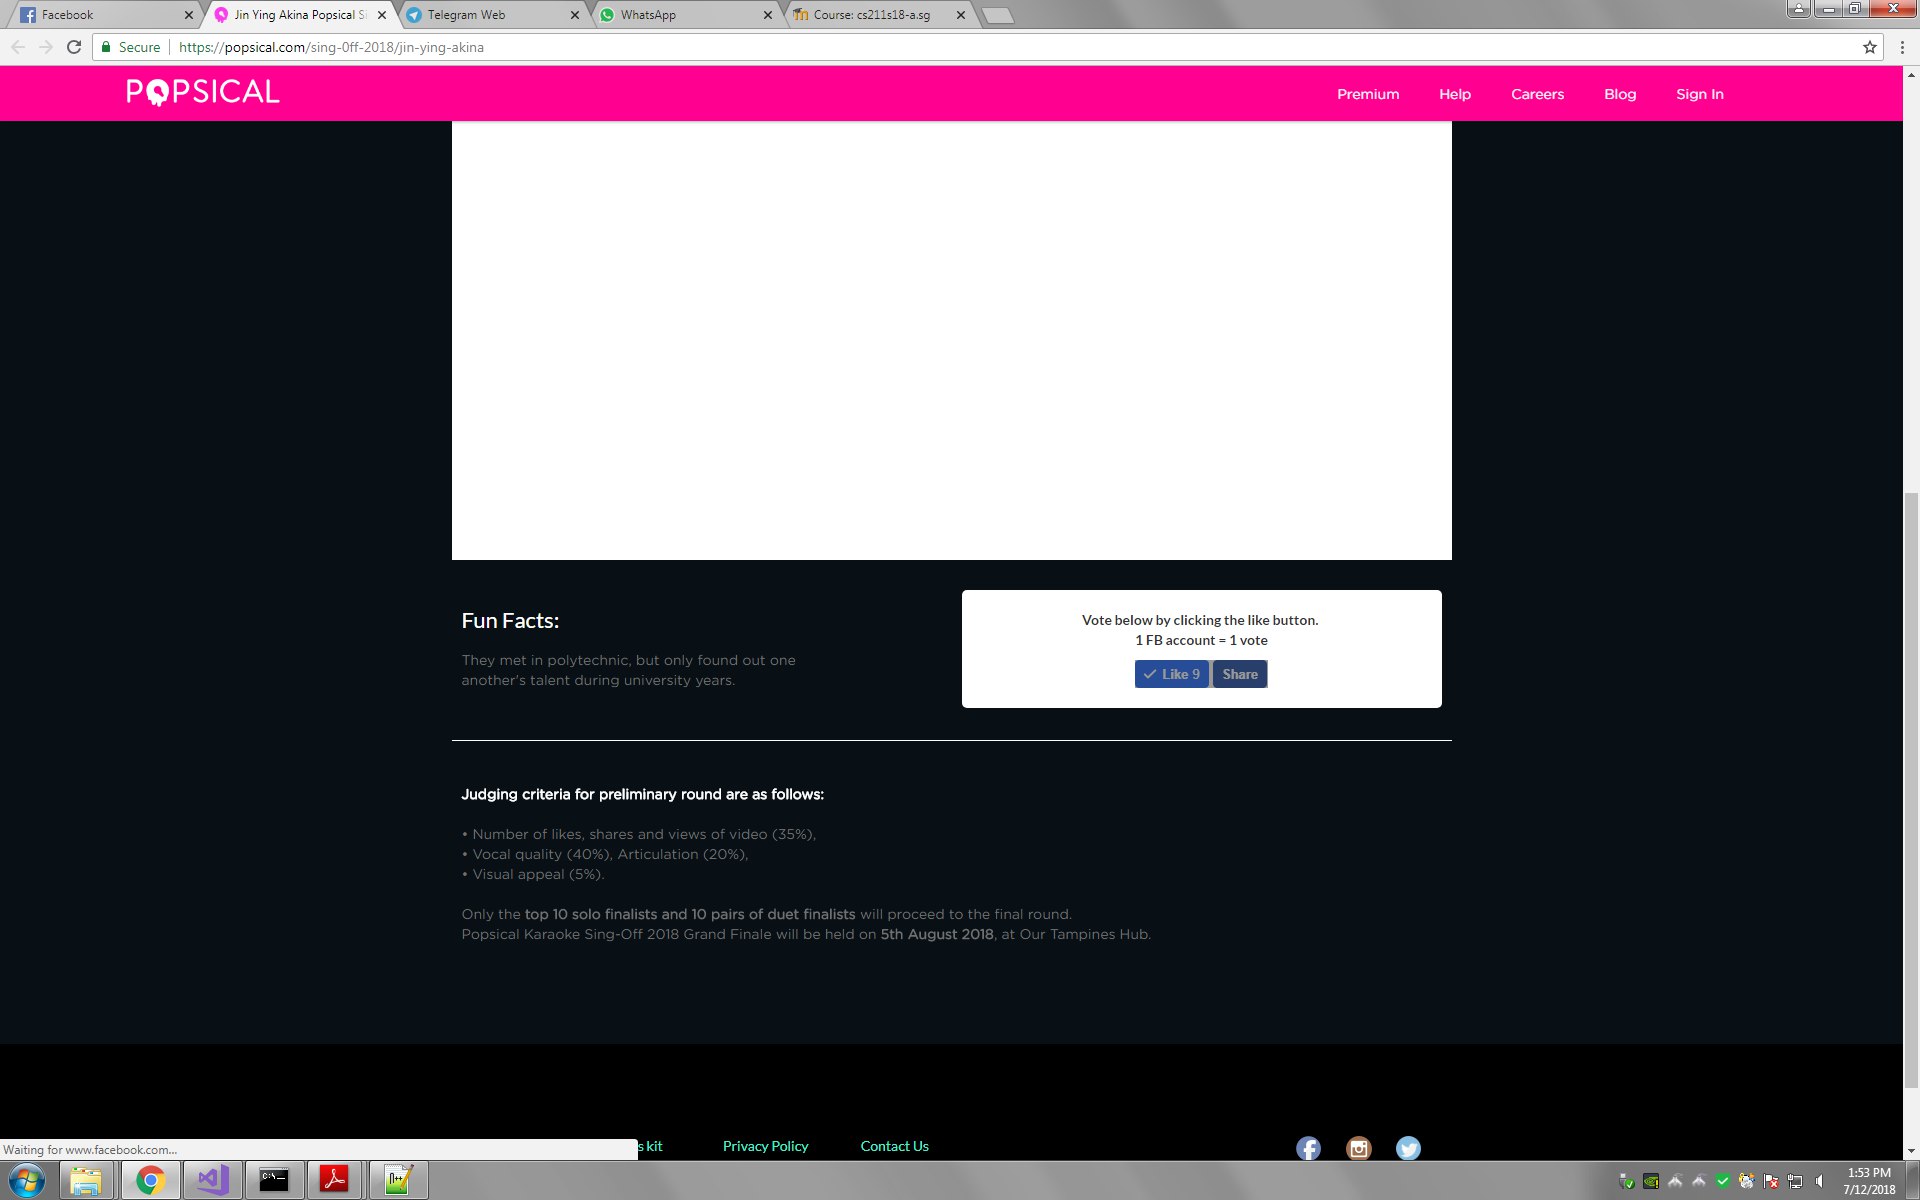 Facebook
Jin Ying Akina Popsical Si
Telegram Web
WhatsApp
Course: cs211s18-a.sg
Secure
https://popsical.com/sing-0ff-2018/jin-ying-akina
POPSICAL
Premium
Help
Careers
Blog
Sign In
Fun Facts:
They met in polytechnic, but only found out one
another's talent during university years.
Vote below by clicking the like button.
1 FB account = 1 vote
Like 9
Share
Judging criteria for preliminary round are as follows:
• Number of likes, shares and views of video (35%),
• Vocal quality (40%), Articulation (20%),
• Visual appeal (5%).
Only the top 10 solo finalists and 10 pairs of duet finalists will proceed to the final round.
Popsical Karaoke Sing-Off 2018 Grand Finale will be held on 5th August 2018, at Our Tampines Hub.
s kit
Privacy Policy
Contact Us
Waiting for www.facebook.com...
1:53 PM
7/12/2018